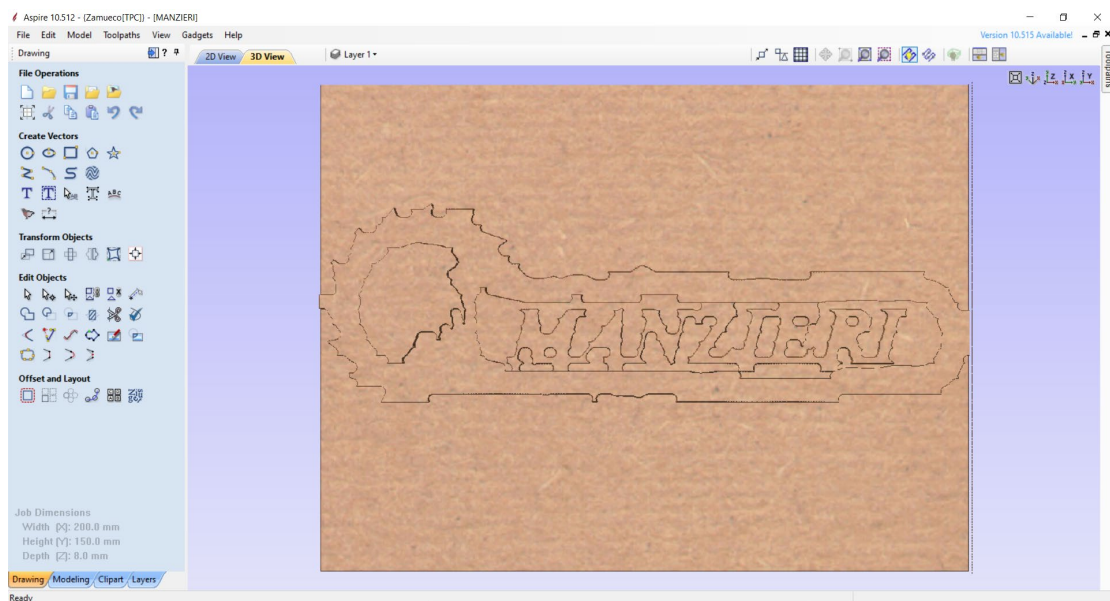 Aspire 10.512 - (Zamueco[TPC]) - [MANZIERI]
File Edit Model Toolpaths View Gadgets Help
Version 10.515 Available!
Drawing
2D View
3D View
Layer 1
Toolpaths
File Operations
Create Vectors
Transform Objects
Edit Objects
Offset and Layout
MANZIERI
Job Dimensions
Width [X]: 200.0 mm
Height [Y]: 150.0 mm
Depth [Z]: 0.0 mm
Drawing Modeling Clipart Layers
Ready